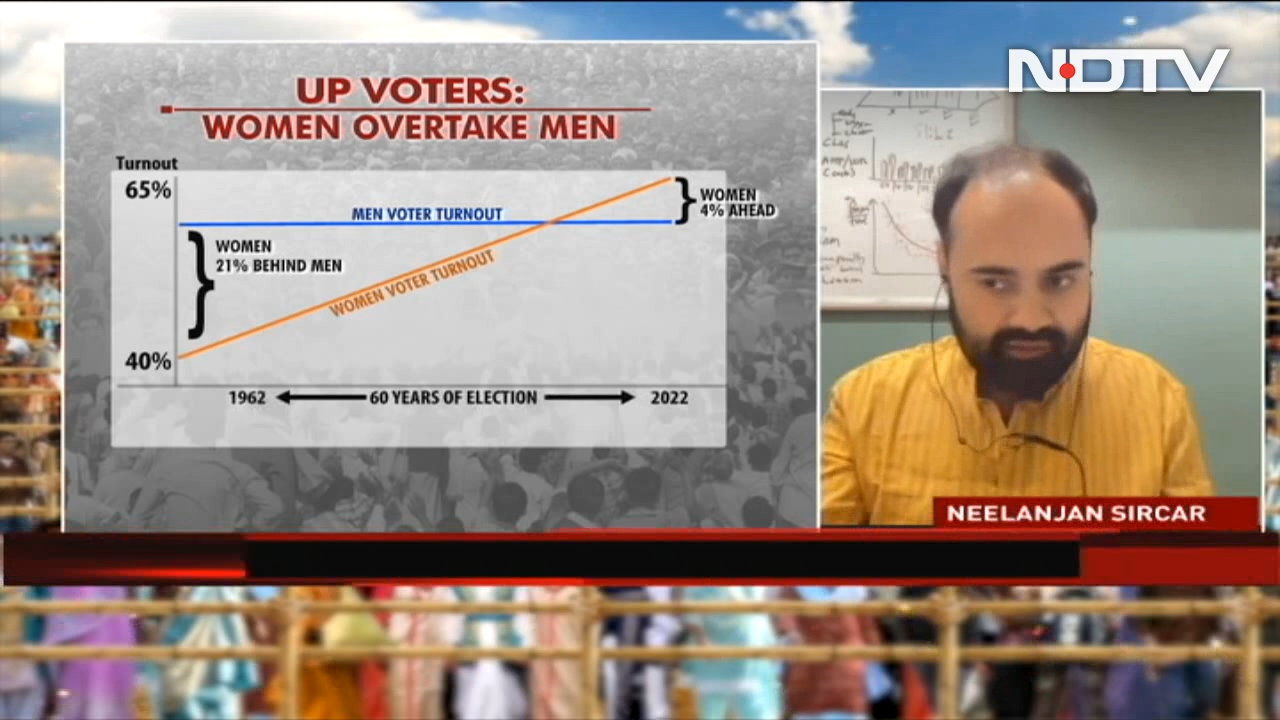 NDTV
UP VOTERS:
WOMEN OVERTAKE MEN
Turnout
65%
MEN VOTER TURNOUT
WOMEN
4% AHEAD
WOMEN
21% BEHIND MEN
WOMEN VOTER TURNOUT
40%
1962
60 YEARS OF ELECTION
2022
NEELANJAN SIRCAR